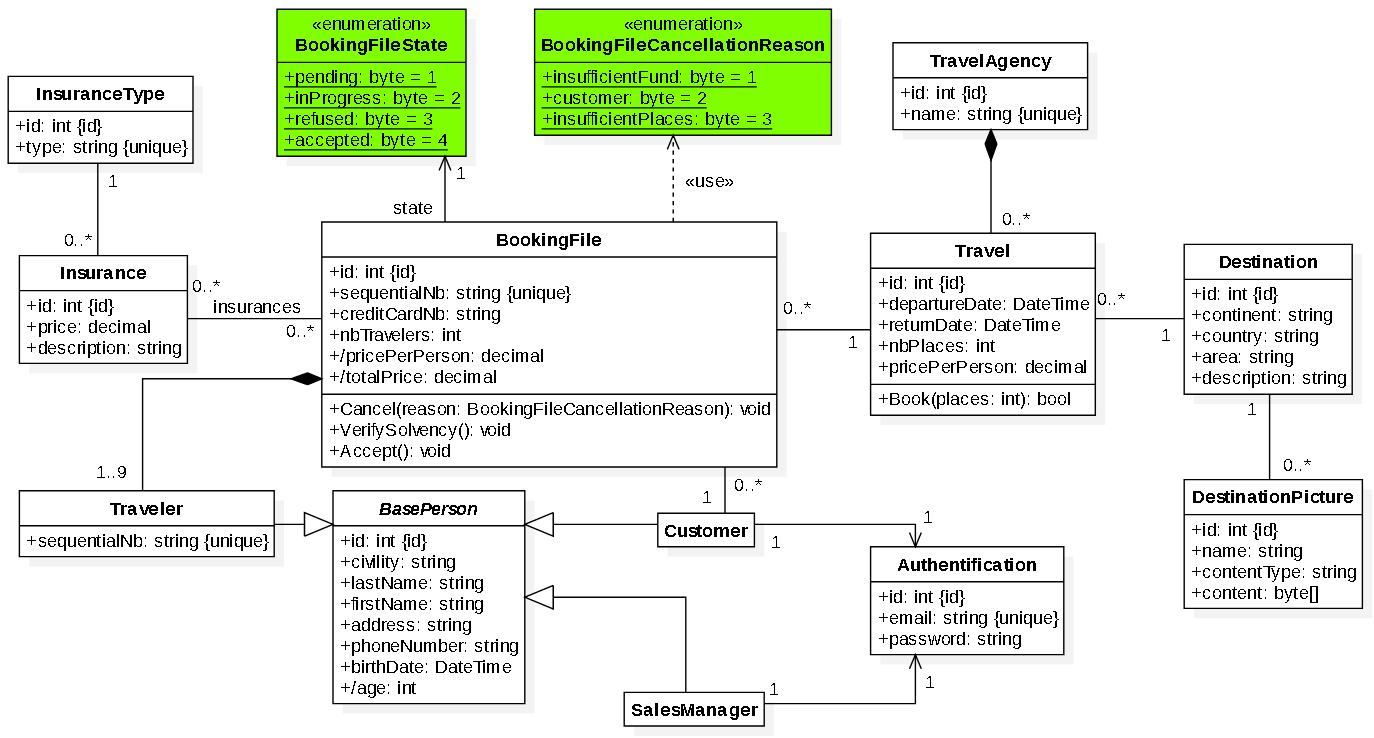 «enumeration»
BookingFileState
+pending: byte = 1
+inProgress: byte = 2
+refused: byte = 3
+accepted: byte = 4
«enumeration»
BookingFileCancellationReason
+insufficientFund: byte = 1
+customer: byte = 2
+insufficientPlaces: byte = 3
TravelAgency
+id: int {id}
+name: string {unique}
InsuranceType
+id: int {id}
+type: string {unique}
1
0..*
1
state
«use»
0..*
Insurance
+id: int {id}
+price: decimal
+description: string
0..*
insurances
0..*
BookingFile
+id: int {id}
+sequentialNb: string {unique}
+creditCardNb: string
+nbTravelers: int
+/pricePerPerson: decimal
+/totalPrice: decimal
+Cancel(reason: BookingFileCancellationReason): void
+VerifySolvency(): void
+Accept(): void
0..*
1
Travel
+id: int {id}
+departureDate: DateTime
+returnDate: DateTime
+nbPlaces: int
+pricePerPerson: decimal
+Book(places: int): bool
0..*
1
Destination
+id: int {id}
+continent: string
+country: string
+area: string
+description: string
1
0..*
DestinationPicture
+id: int {id}
+name: string
+contentType: string
+content: byte[]
1..9
Traveler
+sequentialNb: string {unique}
BasePerson
+id: int {id}
+civility: string
+lastName: string
+firstName: string
+address: string
+phoneNumber: string
+birthDate: DateTime
+/age: int
0..*
1
Customer
1
1
Authentification
+id: int {id}
+email: string {unique}
+password: string
1
1
SalesManager